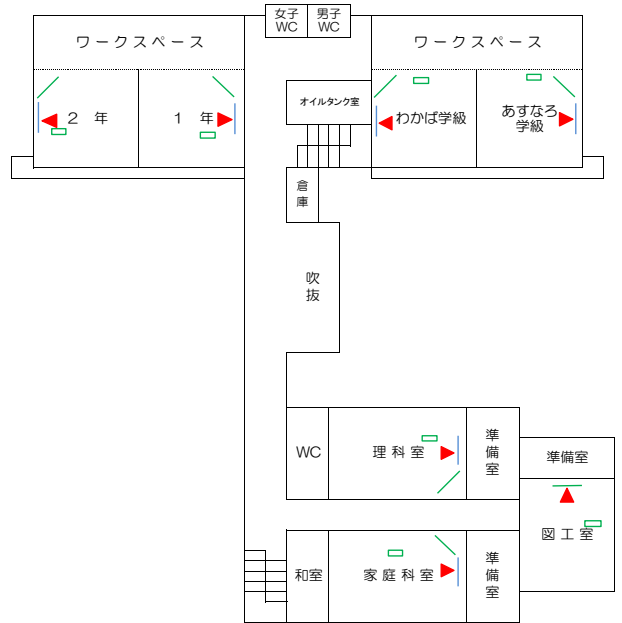 女子
WC
男子
WC
ワークスペース
ワークスペース
オイルタンク室
２　年
１　年
わかば学級
あすなろ
学級
倉
庫
吹
抜
WC
理科室
準
備
室
準備室
図工室
和室
家庭科室
準
備
室